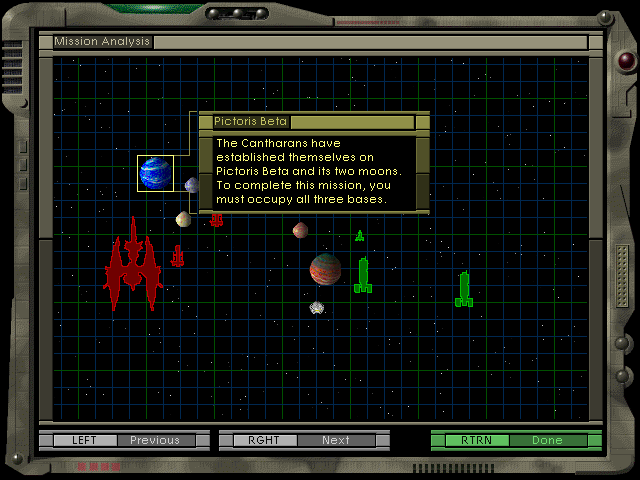 Mission Analysis
Pictoris Beta
The Cantharans have
established themselves on
Pictoris Beta and its two moons.
To complete this mission, you
must occupy all three bases.
LEFT Previous RGHT Next RTRN Done